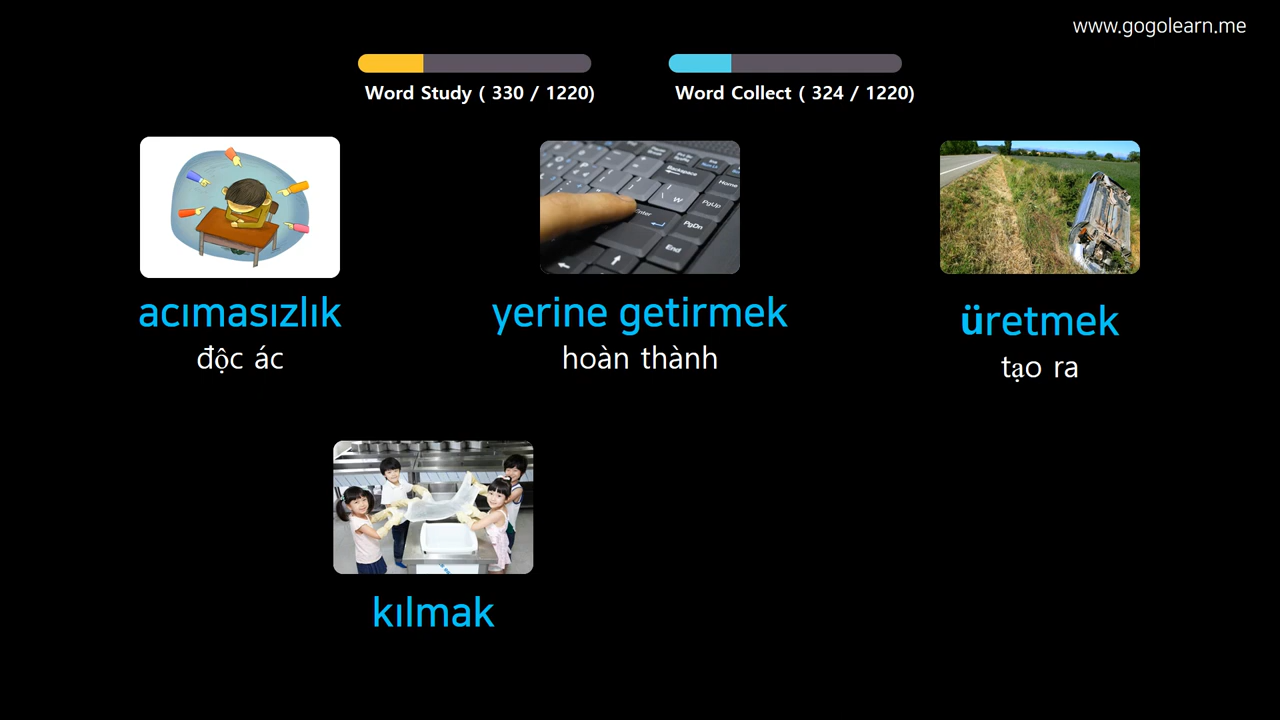 www.gogolearn.me
Word Study ( 330 / 1220)
Word Collect ( 324 / 1220)
acımasızlık
độc ác
yerine getirmek
hoàn thành
üretmek
tạo ra
kılmak